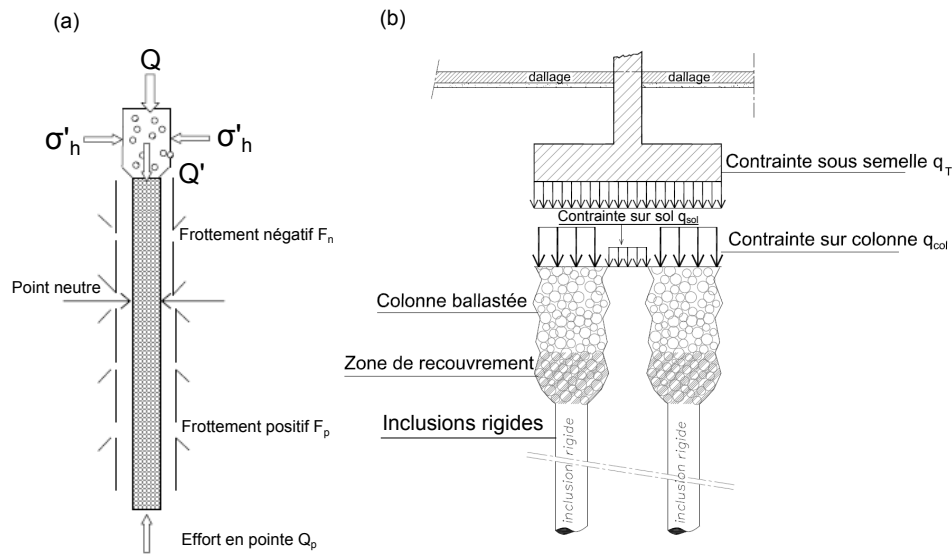 (a)
Q
σ'h
σ'h
Q'
Frottement négatif Fn
Point neutre
Frottement positif Fp
Effort en pointe Qp
(b)
dallage
dallage
Contrainte sous semelle qT
Contrainte sur sol qsol
Contrainte sur colonne qcol
Colonne ballastée
Zone de recouvrement
Inclusions rigides
inclusion rigide
inclusion rigide